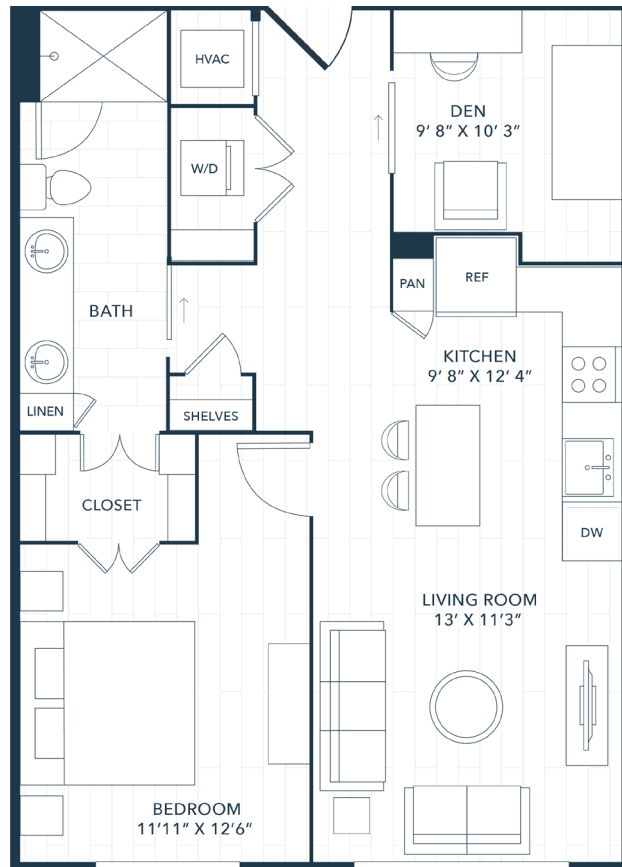 HVAC
DEN
9' 8" X 10' 3"
W/D
PAN
REF
BATH
KITCHEN
9' 8" X 12' 4"
LINEN
SHELVES
CLOSET
DW
LIVING ROOM
13' X 11'3"
BEDROOM
11'11" X 12'6"